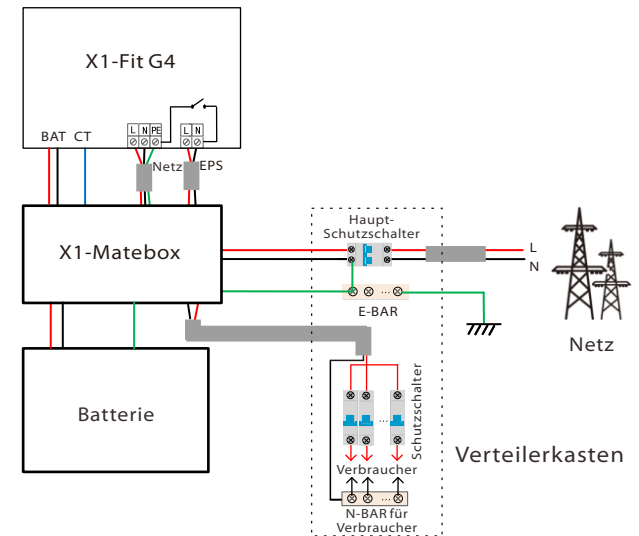 X1-Fit G4
L N PE
L N
BAT CT
Netz
EPS
X1-Matebox
Haupt-
Schutzschalter
L
N
...
E-BAR
Netz
Batterie
Schutzschalter
...
Verbraucher
Verteilerkasten
...
N-BAR für
Verbraucher